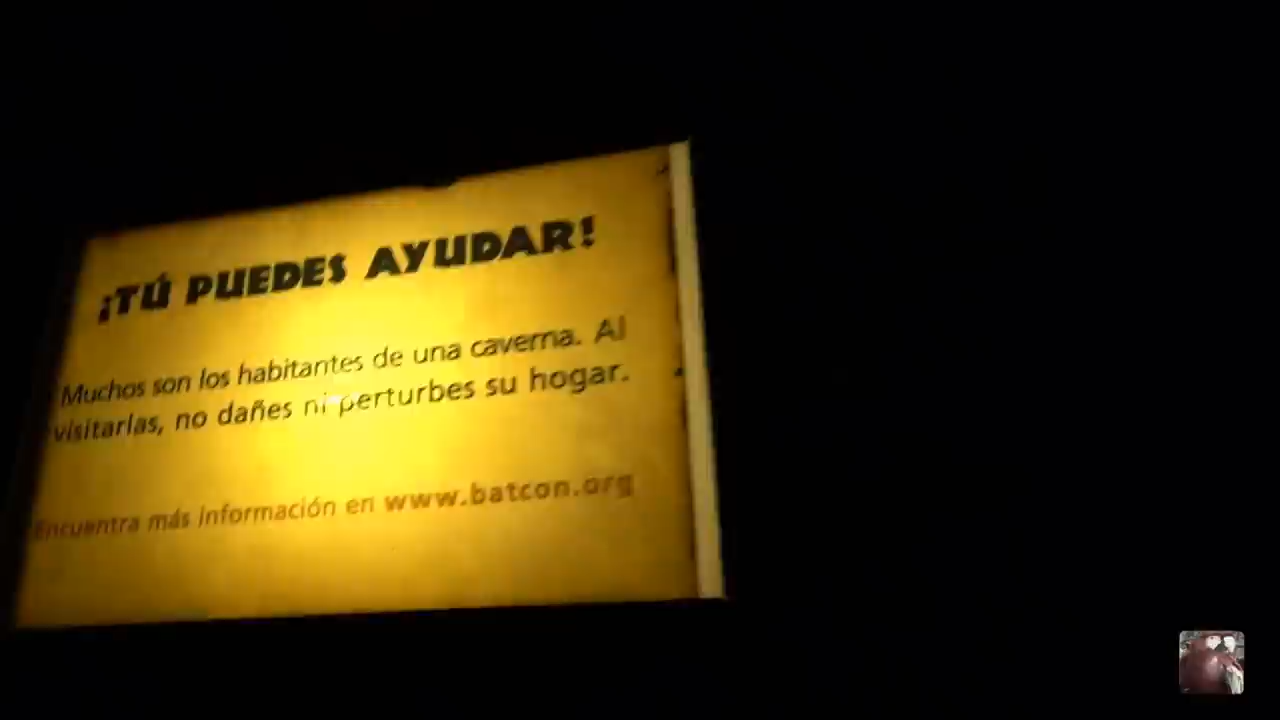 ¡TÚ PUEDES AYUDAR!
Muchos son los habitantes de una caverna. Al
visitarlas, no dañes ni perturbes su hogar.
Encuentra más información en www.batcon.org